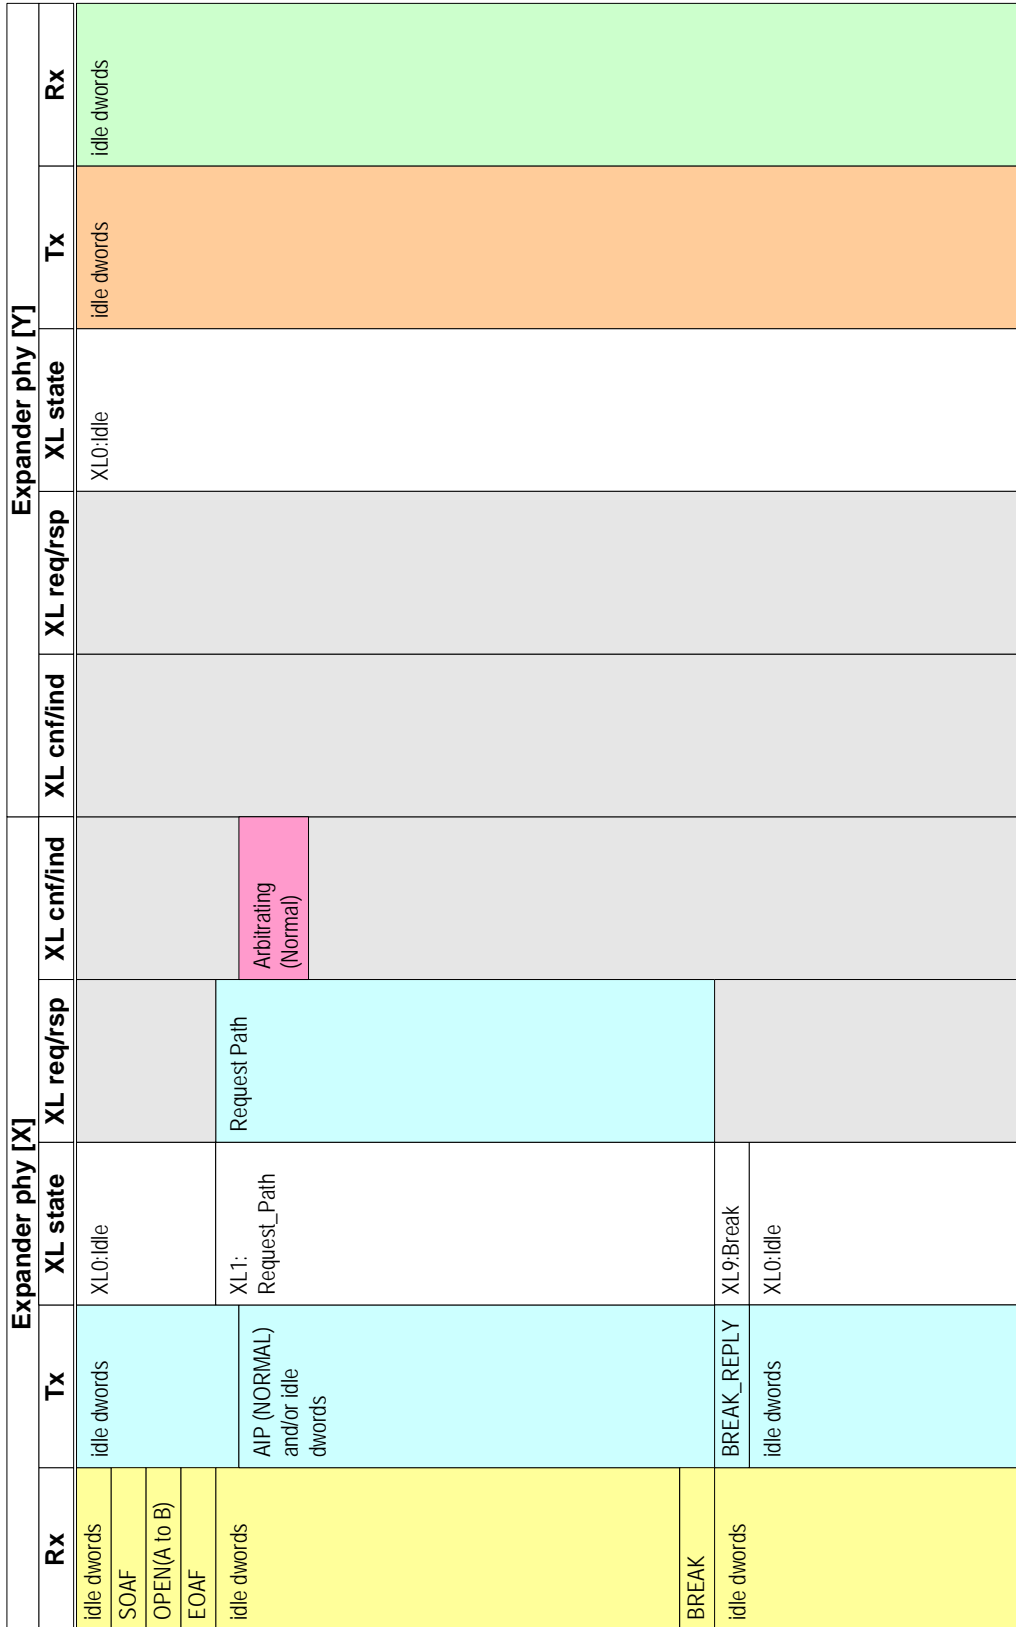 Expander phy [X]
Expander phy [Y]
Rx
Tx
XL state
XL req/rsp
XL cnf/ind
XL cnf/ind
XL req/rsp
XL state
Tx
Rx
idle dwords
SOAF
OPEN(A to B)
EOAF
idle dwords
BREAK
idle dwords
idle dwords
AIP (NORMAL)
and/or idle
dwords
BREAK_REPLY
idle dwords
XL0:Idle
XL1:
Request_Path
XL9:Break
XL0:Idle
Request Path
Arbitrating
(Normal)
XL0:Idle
idle dwords
idle dwords